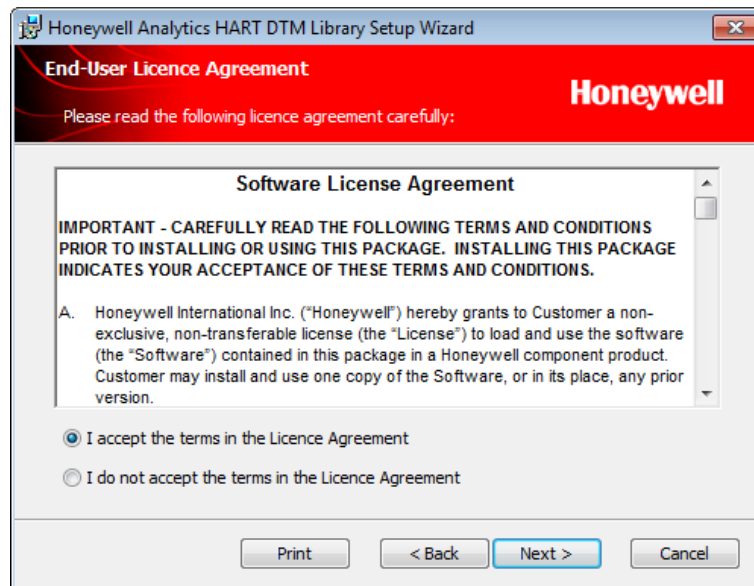 Honeywell Analytics HART DTM Library Setup Wizard
End-User Licence Agreement
Honeywell
Please read the following licence agreement carefully:
Software License Agreement
IMPORTANT - CAREFULLY READ THE FOLLOWING TERMS AND CONDITIONS
PRIOR TO INSTALLING OR USING THIS PACKAGE. INSTALLING THIS PACKAGE
INDICATES YOUR ACCEPTANCE OF THESE TERMS AND CONDITIONS.
A. Honeywell International Inc. (“Honeywell”) hereby grants to Customer a non-
exclusive, non-transferable license (the “License”) to load and use the software
(the “Software”) contained in this package in a Honeywell component product.
Customer may install and use one copy of the Software, or in its place, any prior
version.
I accept the terms in the Licence Agreement
I do not accept the terms in the Licence Agreement
Print
< Back
Next >
Cancel